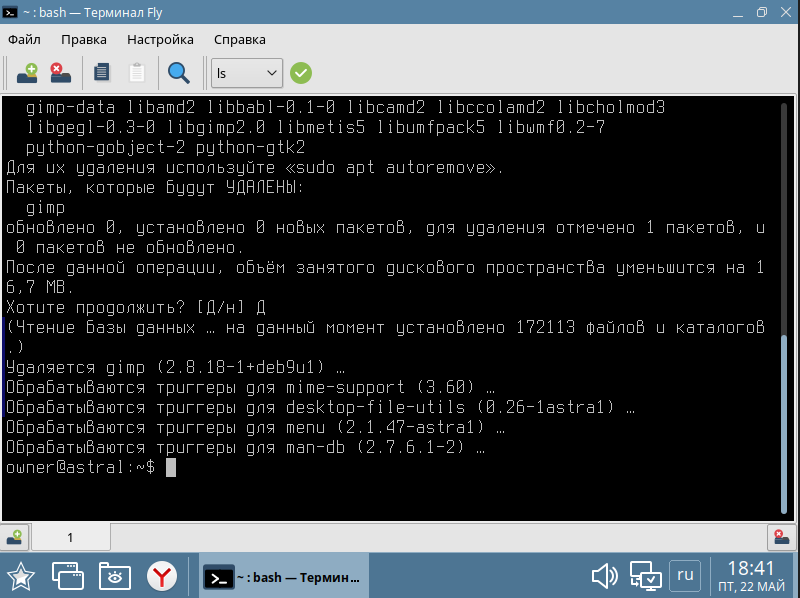 ~ : bash — Терминал Fly
Файл Правка Настройка Справка
ls
gimp-data libamd2 libbabl-0.1-0 libcamd2 libccolamd2 libcholmod3
libgegl-0.3-0 libgimp2.0 libmetis5 libumfpack5 libwmf0.2-7
python-gobject-2 python-gtk2
Для их удаления используйте «sudo apt autoremove».
Пакеты, которые будут УДАЛЕНЫ:
gimp
обновлено 0, установлено 0 новых пакетов, для удаления отмечено 1 пакетов, и
0 пакетов не обновлено.
После данной операции, объём занятого дискового пространства уменьшится на 1
6,7 MB.
Хотите продолжить? [Д/н] Д
(Чтение базы данных … на данный момент установлено 172113 файлов и каталогов
.)
Удаляется gimp (2.8.18-1+deb9u1) …
Обрабатываются триггеры для mime-support (3.60) …
Обрабатываются триггеры для desktop-file-utils (0.26-1astra1) …
Обрабатываются триггеры для menu (2.1.47-astra1) …
Обрабатываются триггеры для man-db (2.7.6.1-2) …
owner@astral:~$
1
~ : bash — Термин...
ru
18:41
ПТ, 22 МАЙ